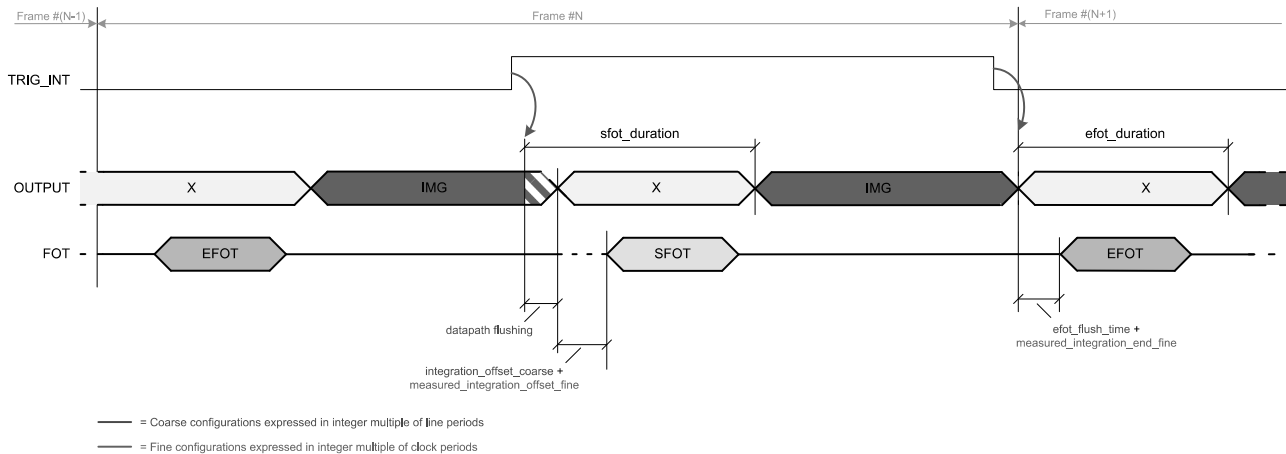 Frame #(N-1)
Frame #N
Frame #(N+1)
TRIG_INT
sfot_duration
efot_duration
OUTPUT
X
IMG
X
IMG
X
FOT
EFOT
SFOT
EFOT
datapath flushing
efot_flush_time +
measured_integration_end_fine
integration_offset_coarse +
measured_integration_offset_fine
= Coarse configurations expressed in integer multiple of line periods
= Fine configurations expressed in integer multiple of clock periods